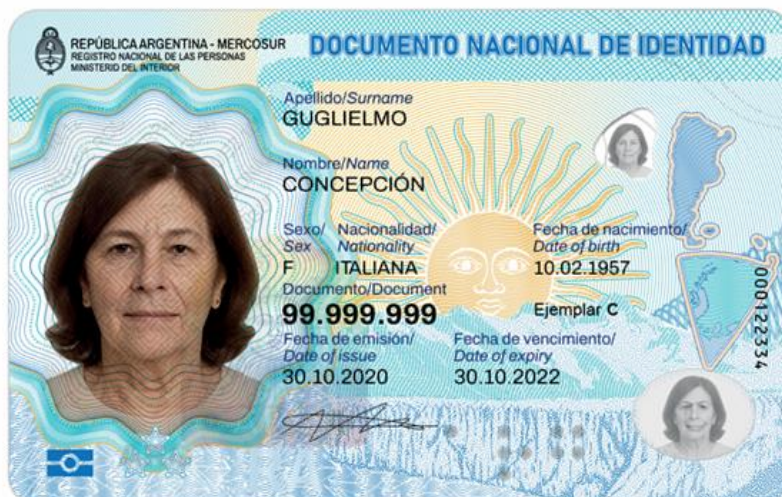 REPÚBLICA ARGENTINA - MERCOSUR
REGISTRO NACIONAL DE LAS PERSONAS
MINISTERIO DEL INTERIOR
DOCUMENTO NACIONAL DE IDENTIDAD
Apellido/Surname
GUGLIELMO
Nombre/Name
CONCEPCIÓN
Sexo/ Nacionalidad/ Fecha de nacimiento/
Sex Nationality Date of birth
F ITALIANA 10.02.1957
Documento/Document
99.999.999 Ejemplar C
Fecha de emisión/ Fecha de vencimiento/
Date of issue Date of expiry
30.10.2020 30.10.2022
000122334